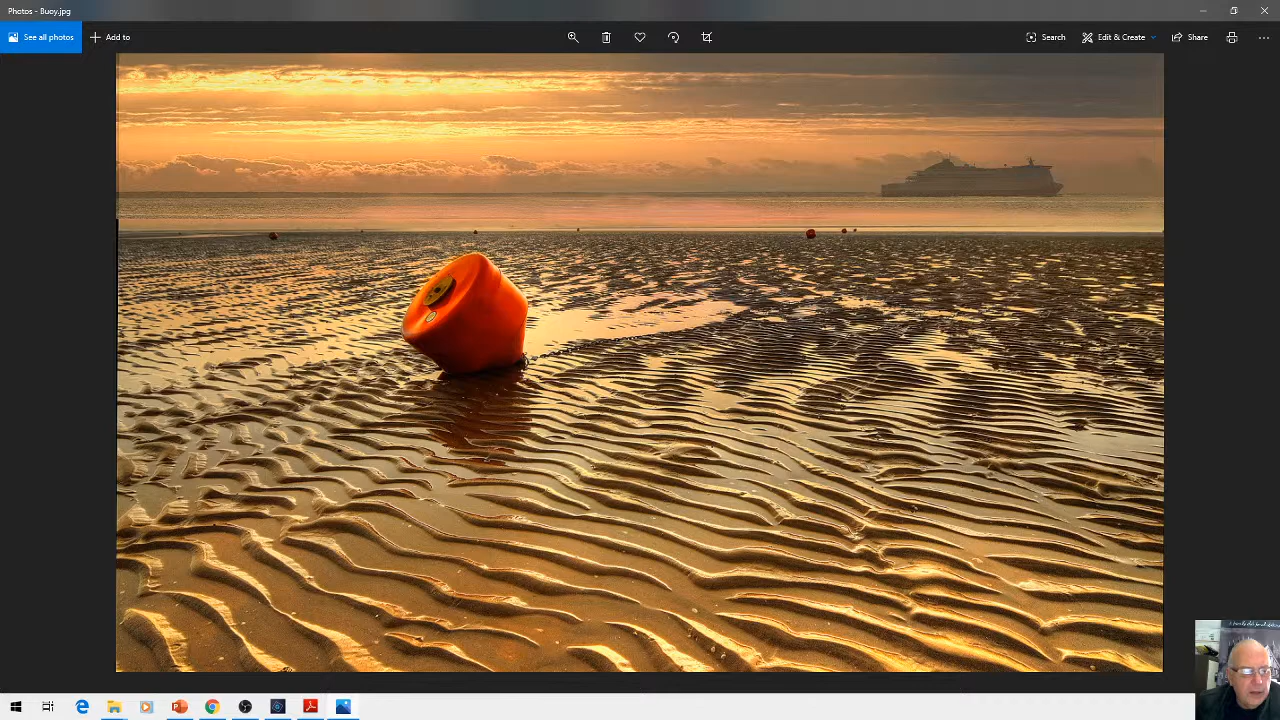 Photos - Buoy.jpg
See all photos
Add to
Search
Edit & Create
Share